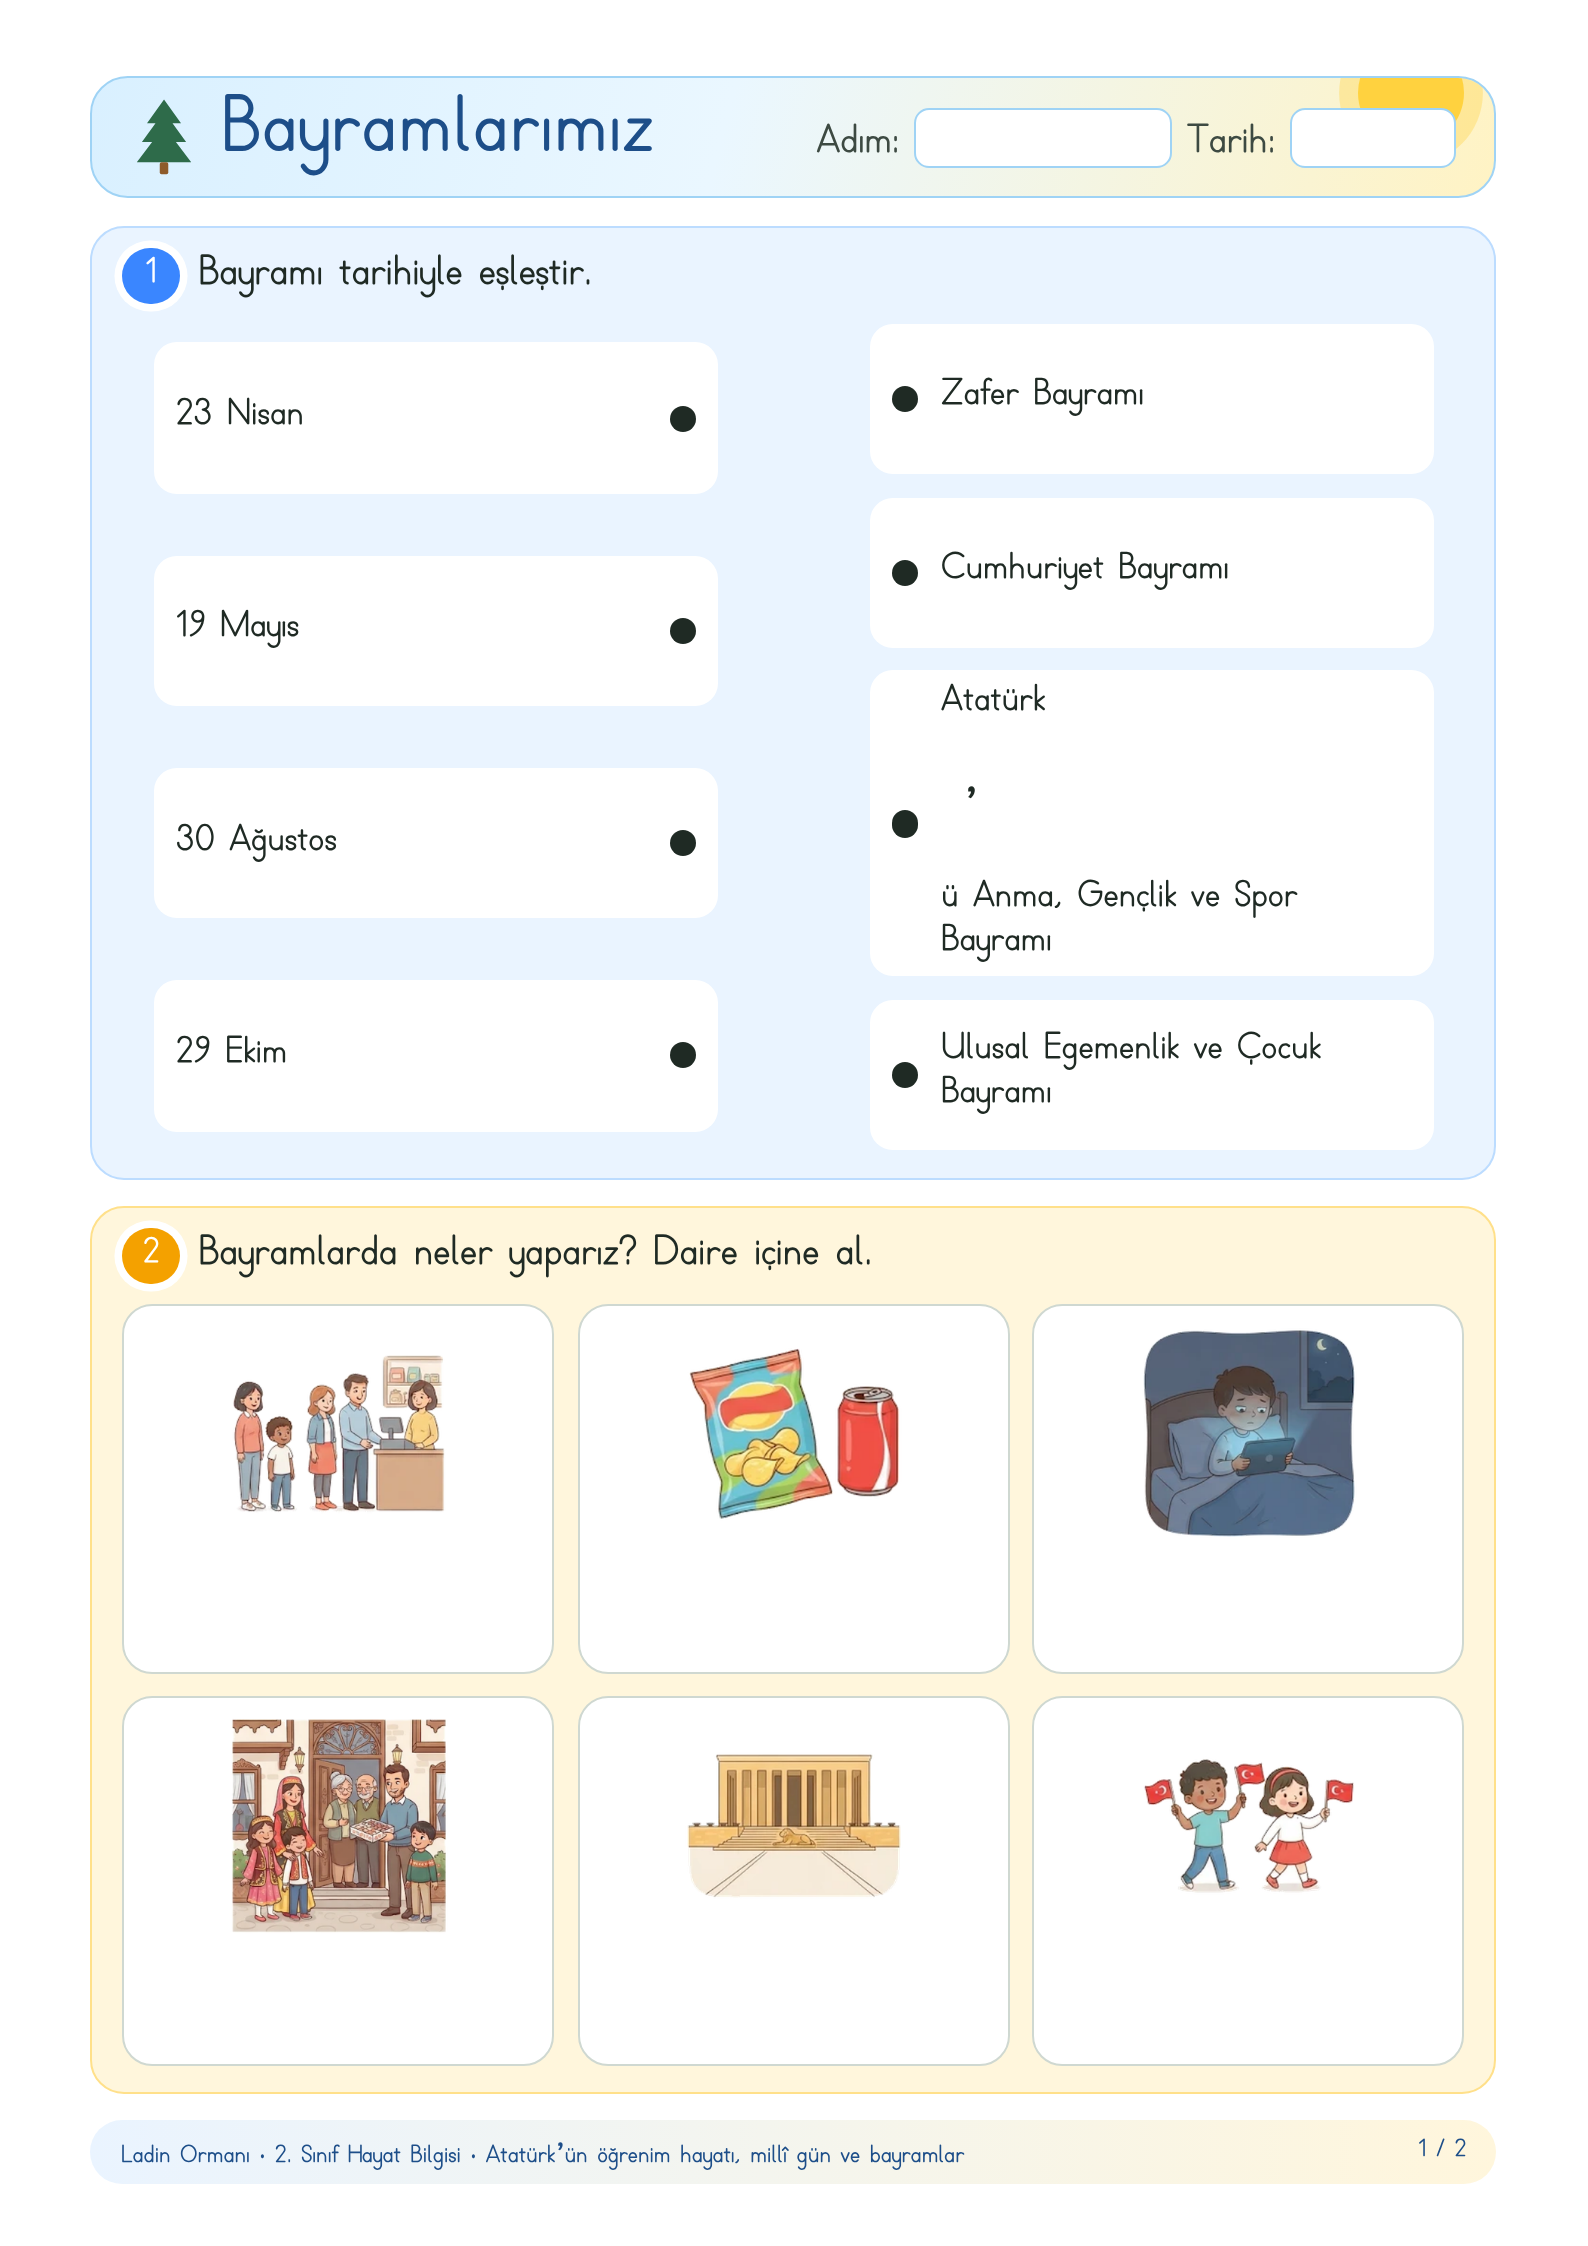 Bayramlarımız
Adım:
Tarih:
1 Bayramı tarihiyle eşleştir.
23 Nisan
19 Mayıs
30 Ağustos
29 Ekim
Zafer Bayramı
Cumhuriyet Bayramı
Atatürk
’
ü Anma, Gençlik ve Spor
Bayramı
Ulusal Egemenlik ve Çocuk
Bayramı
2 Bayramlarda neler yaparız? Daire içine al.
Ladin Ormanı • 2. Sınıf Hayat Bilgisi • Atatürk’ün öğrenim hayatı, millî gün ve bayramlar
1 / 2